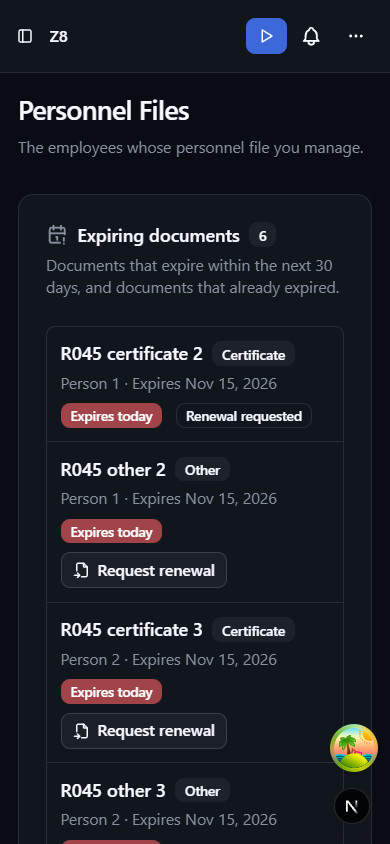 Z8
Personnel Files
The employees whose personnel file you manage.
Expiring documents 6
Documents that expire within the next 30
days, and documents that already expired.
R045 certificate 2 Certificate
Person 1 · Expires Nov 15, 2026
Expires today Renewal requested
R045 other 2 Other
Person 1 · Expires Nov 15, 2026
Expires today
Request renewal
R045 certificate 3 Certificate
Person 2 · Expires Nov 15, 2026
Expires today
Request renewal
R045 other 3 Other
Person 2 · Expires Nov 15, 2026
N